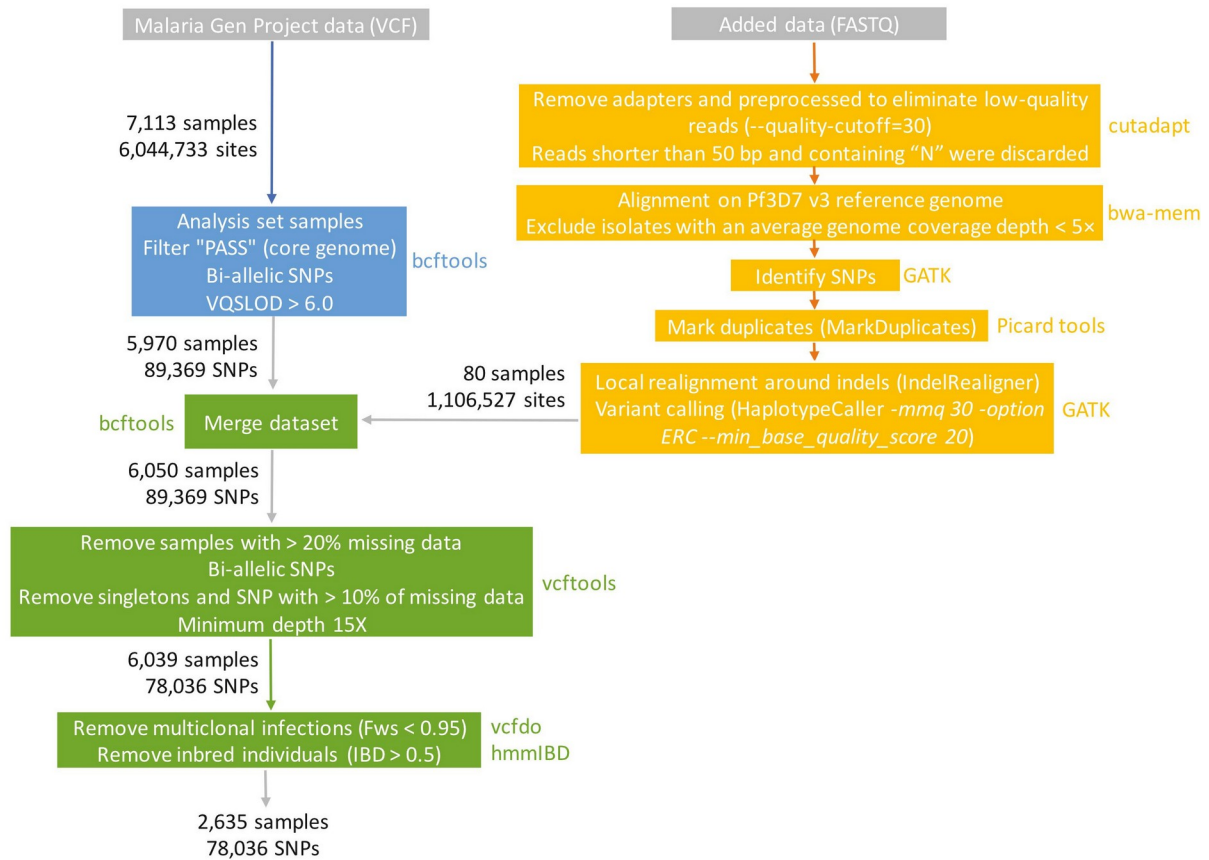 Malaria Gen Project data (VCF)
7,113 samples
6,044,733 sites
Analysis set samples
Filter "PASS" (core genome)
Bi-allelic SNPs
VQSLOD > 6.0
bcftools
5,970 samples
89,369 SNPs
Added data (FASTQ)
Remove adapters and preprocessed to eliminate low-quality
reads (--quality-cutoff=30)
Reads shorter than 50 bp and containing “N” were discarded
cutadapt
Alignment on Pf3D7 v3 reference genome
Exclude isolates with an average genome coverage depth < 5×
bwa-mem
Identify SNPs
GATK
Mark duplicates (MarkDuplicates)
Picard tools
Local realignment around indels (IndelRealigner)
Variant calling (HaplotypeCaller -mmq 30 -option
ERC --min_base_quality_score 20)
GATK
80 samples
1,106,527 sites
bcftools
Merge dataset
6,050 samples
89,369 SNPs
Remove samples with > 20% missing data
Bi-allelic SNPs
Remove singletons and SNP with > 10% of missing data
Minimum depth 15X
vcftools
6,039 samples
78,036 SNPs
Remove multiclonal infections (Fws < 0.95)
Remove inbred individuals (IBD > 0.5)
vcfdo
hmmIBD
2,635 samples
78,036 SNPs